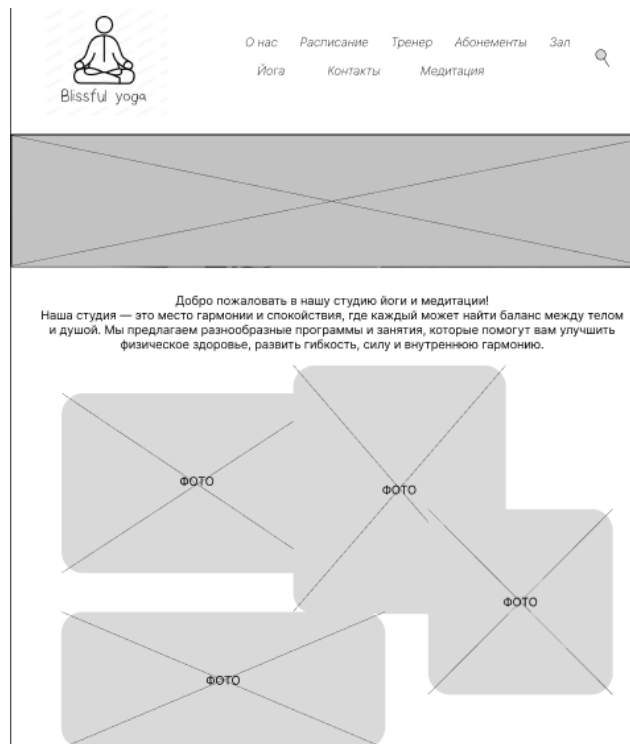 Blissful yoga
О нас Расписание Тренер Абонементы Зал
Йога Контакты Медитация
Добро пожаловать в нашу студию йоги и медитации!
Наша студия — это место гармонии и спокойствия, где каждый может найти баланс между телом
и душой. Мы предлагаем разнообразные программы и занятия, которые помогут вам улучшить
физическое здоровье, развить гибкость, силу и внутреннюю гармонию.
ФОТО
ФОТО
ФОТО
ФОТО